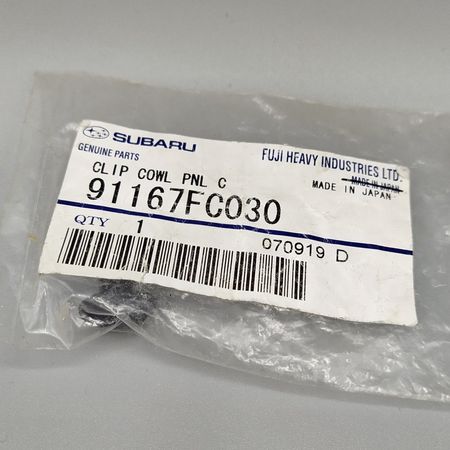 SUBARU
GENUINE PARTS
FUJI HEAVY INDUSTRIES LTD.
MADE IN JAPAN
MADE IN JAPAN
CLIP COWL PNL C
91167FC030
QTY 1
070919 D